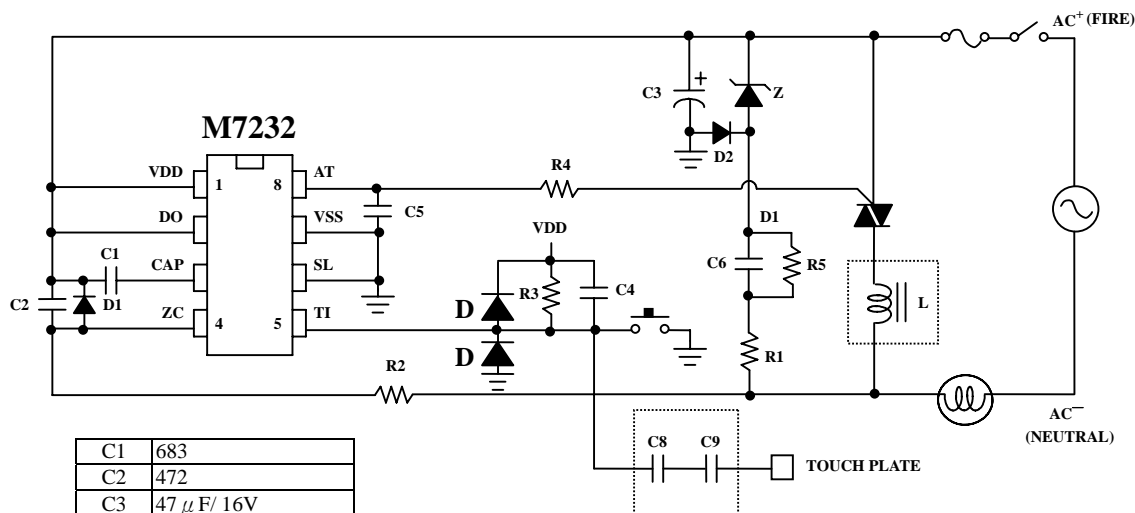 AC+ (FIRE)
C3
+
Z
M7232
D2
VDD
1
8
AT
R4
DO
VSS
C5
VDD
D1
C1
CAP
SL
C6
R5
C2
D1
D
R3
C4
L
ZC
4
5
TI
D
R1
R2
AC—
(NEUTRAL)
C8
C9
TOUCH PLATE
C1 683
C2 472
C3 47 μF/ 16V